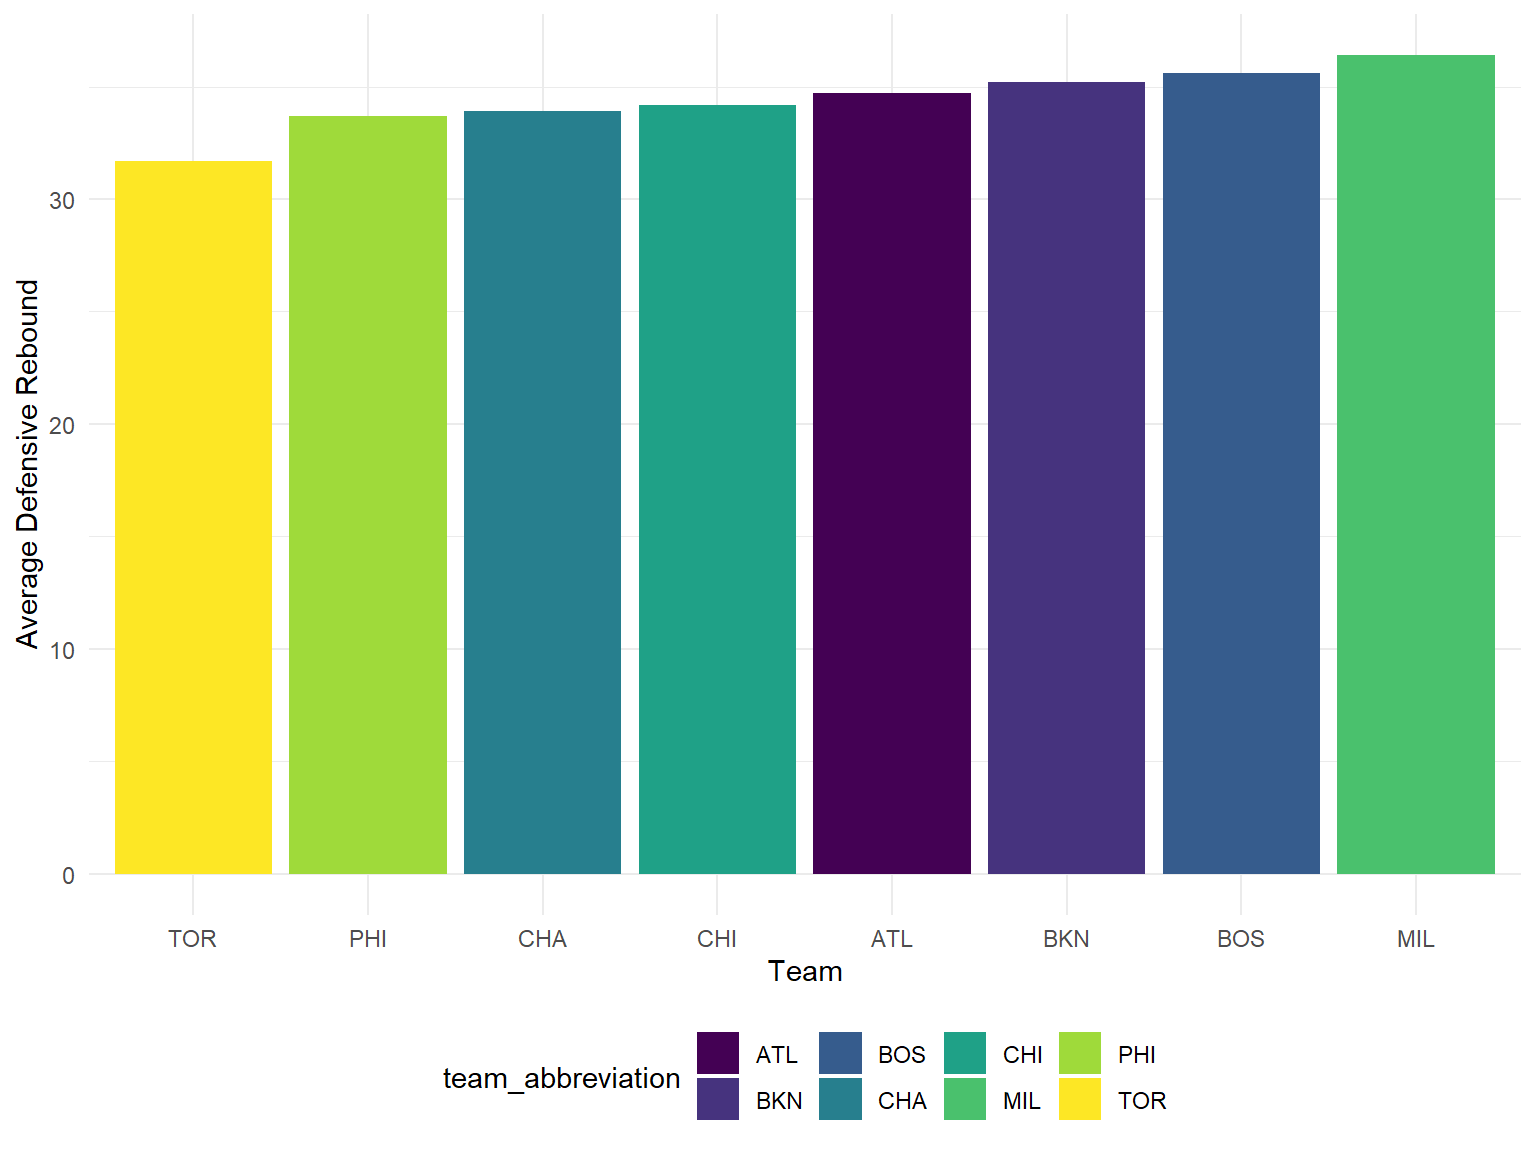 Average Defensive Rebound
30
20
10
0
TOR PHI CHA CHI ATL BKN BOS MIL
Team
team_abbreviation
ATL BOS CHI PHI
BKN CHA MIL TOR